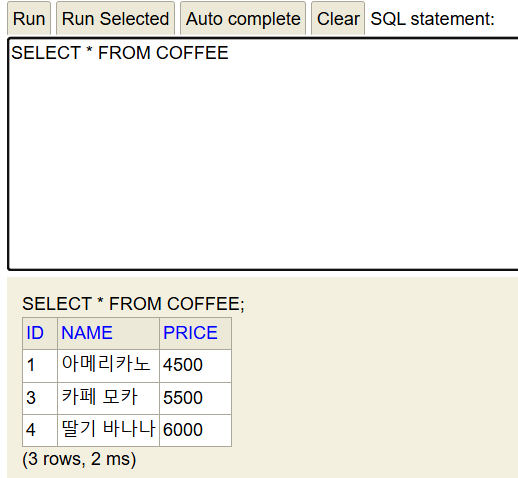 Run Run Selected Auto complete Clear SQL statement:
SELECT * FROM COFFEE
SELECT * FROM COFFEE;
ID NAME PRICE
1 아메리카노 4500
3 카페 모카 5500
4 딸기 바나나 6000
(3 rows, 2 ms)